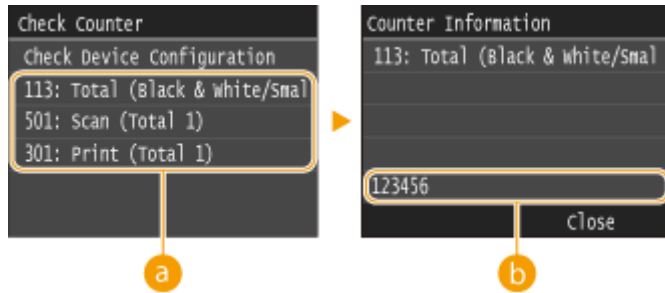 Check Counter
Check Device Configuration
113: Total (Black & White/Smal
501: Scan (Total 1)
301: Print (Total 1)
a
Counter Information
113: Total (Black & White/Smal
123456
Close
b